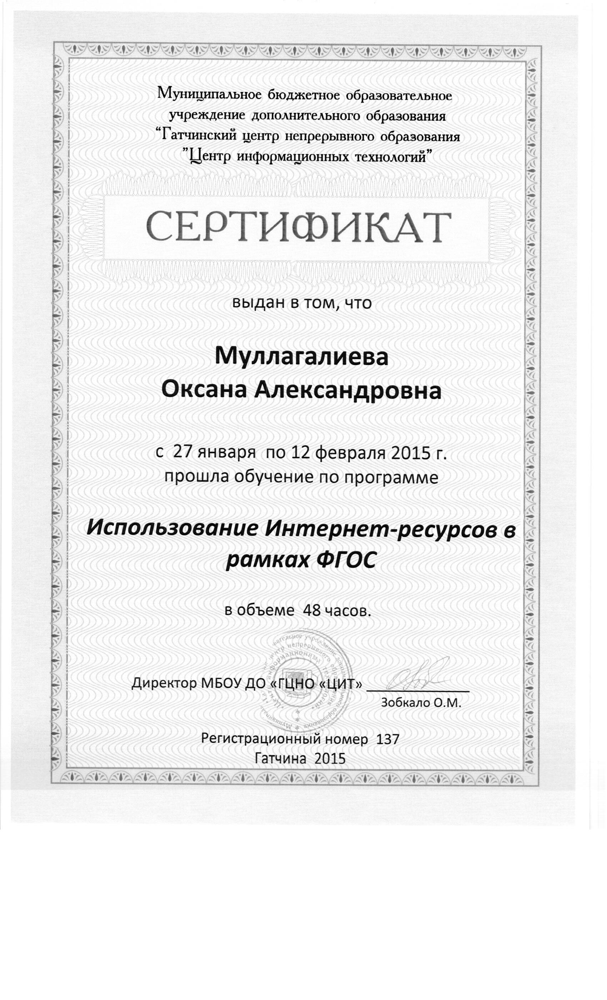 Муниципальное бюджетное образовательное
учреждение дополнительного образования
“Гатчинский центр непрерывного образования
”Центр информационных технологий”
СЕРТИФИКАТ
выдан в том, что
Муллагалиева
Оксана Александровна
с 27 января по 12 февраля 2015 г.
прошла обучение по программе
Использование Интернет-ресурсов в
рамках ФГОС
в объеме 48 часов.
Директор МБОУ ДО «ГЦНО «ЦИТ»
Зобкало О.М.
Регистрационный номер 137
Гатчина 2015